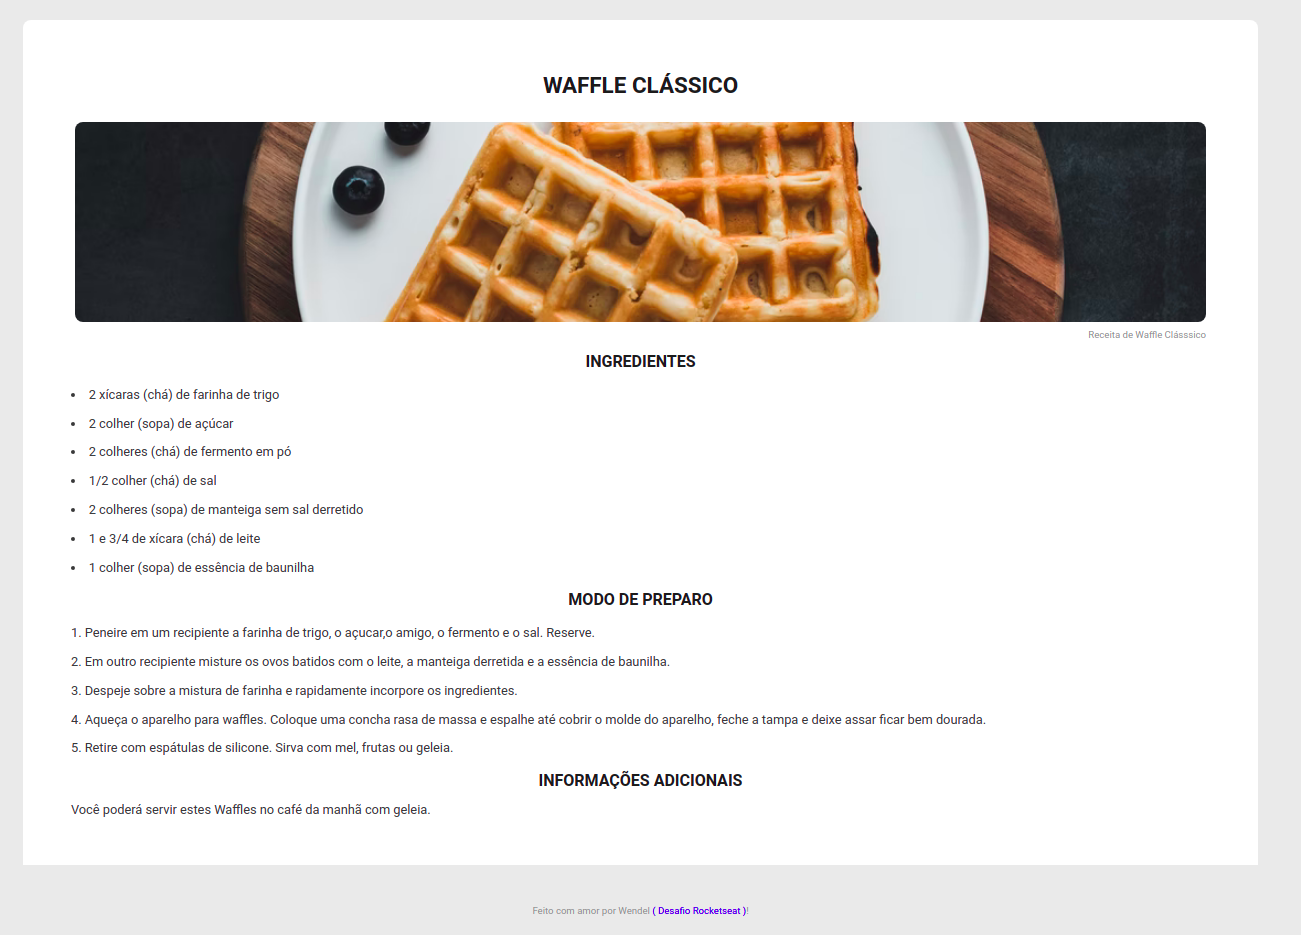 WAFFLE CLÁSSICO
Receita de Waffle Clásssico
INGREDIENTES
• 2 xícaras (chá) de farinha de trigo
• 2 colher (sopa) de açúcar
• 2 colheres (chá) de fermento em pó
• 1/2 colher (chá) de sal
• 2 colheres (sopa) de manteiga sem sal derretido
• 1 e 3/4 de xícara (chá) de leite
• 1 colher (sopa) de essência de baunilha
MODO DE PREPARO
1. Peneire em um recipiente a farinha de trigo, o açucar,o amigo, o fermento e o sal. Reserve.
2. Em outro recipiente misture os ovos batidos com o leite, a manteiga derretida e a essência de baunilha.
3. Despeje sobre a mistura de farinha e rapidamente incorpore os ingredientes.
4. Aqueça o aparelho para waffles. Coloque uma concha rasa de massa e espalhe até cobrir o molde do aparelho, feche a tampa e deixe assar ficar bem dourada.
5. Retire com espátulas de silicone. Sirva com mel, frutas ou geleia.
INFORMAÇÕES ADICIONAIS
Você poderá servir estes Waffles no café da manhã com geleia.
Feito com amor por Wendel ( Desafio Rocketseat )!